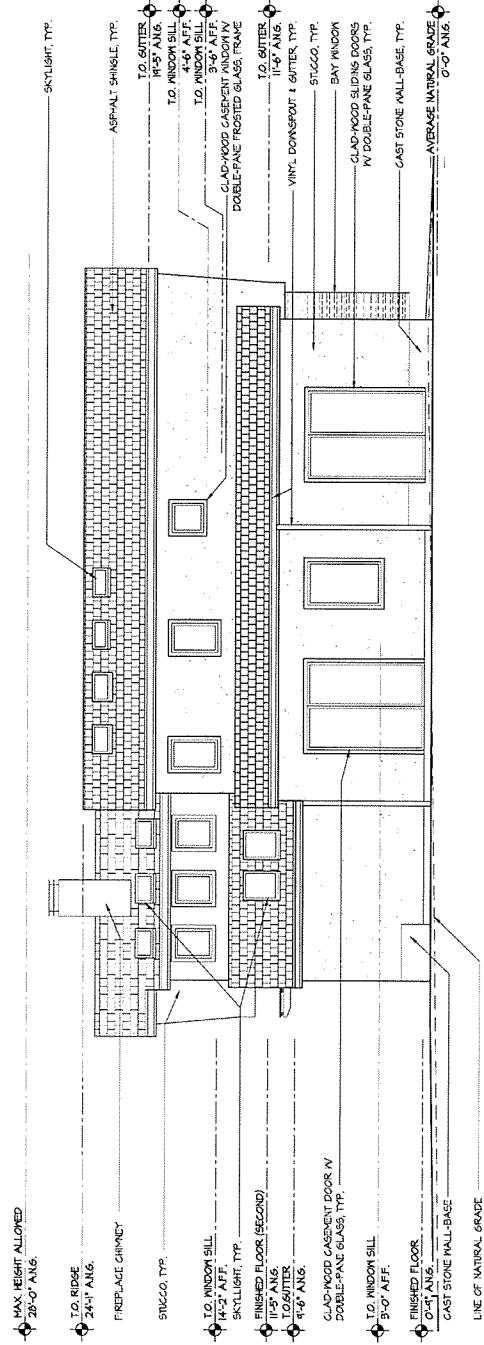 MAX. HEIGHT ALLOWED
28'-0" A.N.G.
T.O. RIDGE
24'-1" A.N.G.
FIREPLACE CHIMNEY
STUCCO, TYP.
T.O. WINDOW SILL
14'-2" A.F.F.
SKYLLIGHT, TYP.
FINISHED FLOOR (SECOND)
11'-5" A.N.G.
T.O.GUTTER
9'-6" A.N.G.
CLAD-WOOD CASEMENT DOOR W/
DOUBLE-PANE GLASS, TYP.
T.O. WINDOW SILL
3'-0" A.F.F.
FINISHED FLOOR
0'-9" A.N.G.
CAST STONE WALL-BASE
LINE OF NATURAL GRADE
SKYLIGHT, TYP.
ASPHALT SHINGLE, TYP.
T.O. GUTTER
19'-5" A.N.G.
T.O. WINDOW SILL
4'-6" A.F.F.
T.O. WINDOW SILL
3'-6" A.F.F.
CLAD-WOOD CASEMENT WINDOW W/
DOUBLE-PANE FROSTED GLASS, FRAME
T.O. GUTTER
11'-6" A.N.G.
VINYL DOWNSPOUT & GUTTER, TYP.
STUCCO, TYP.
BAY WINDOW
CLAD-WOOD SLIDING DOORS
W/ DOUBLE-PANE GLASS, TYP.
CAST STONE WALL-BASE, TYP.
AVERAGE NATURAL GRADE
0'-0" A.N.G.